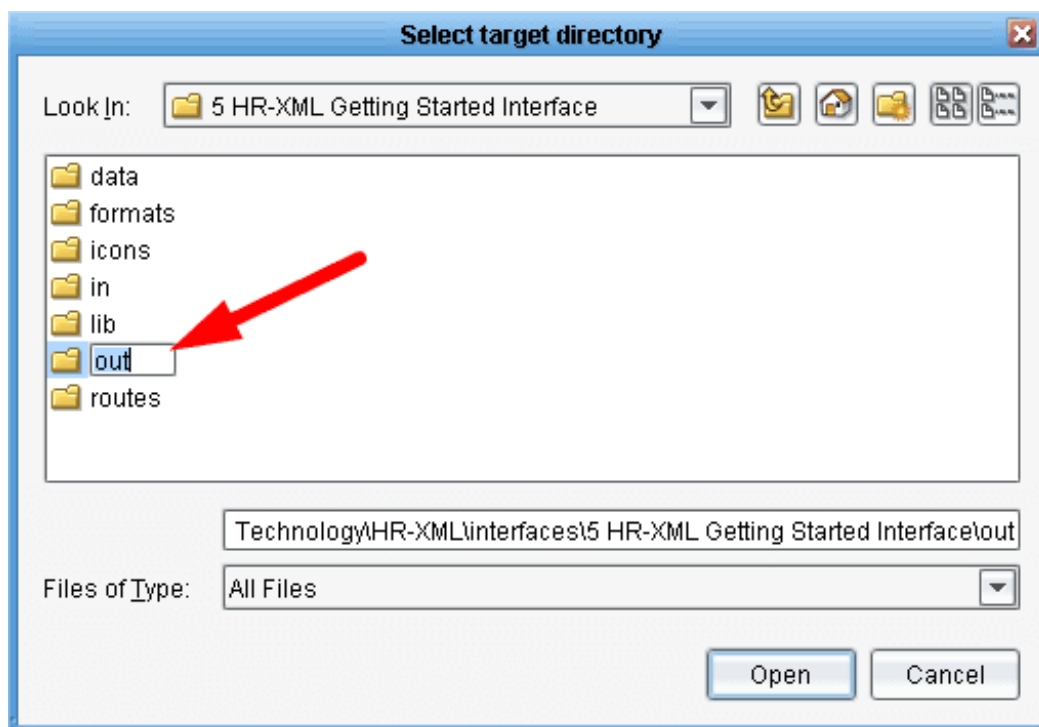 Select target directory
Look In: 5 HR-XML Getting Started Interface
data
formats
icons
in
lib
out
routes
Technology\HR-XML\interfaces\5 HR-XML Getting Started Interface\out
Files of Type: All Files
Open Cancel